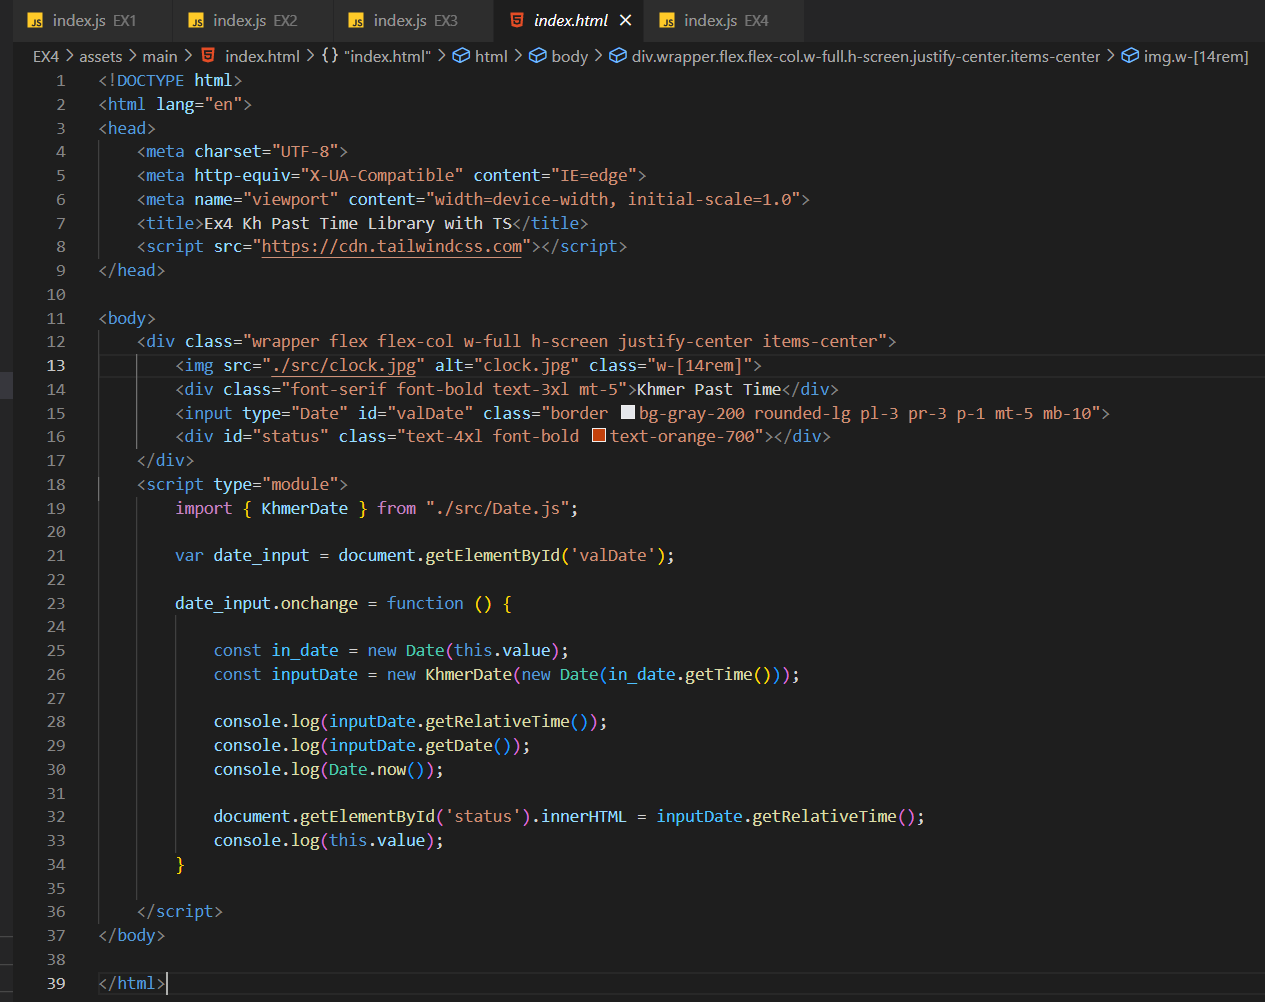 index.js EX1
index.js EX2
index.js EX3
index.html
index.js EX4
EX4 > assets > main > index.html > {} "index.html" > html > body > div.wrapper.flex.flex-col.w-full.h-screen.justify-center.items-center > img.w-[14rem]
1 <!DOCTYPE html>
2 <html lang="en">
3 <head>
4 <meta charset="UTF-8">
5 <meta http-equiv="X-UA-Compatible" content="IE=edge">
6 <meta name="viewport" content="width=device-width, initial-scale=1.0">
7 <title>Ex4 Kh Past Time Library with TS</title>
8 <script src="https://cdn.tailwindcss.com"></script>
9 </head>
10
11 <body>
12 <div class="wrapper flex flex-col w-full h-screen justify-center items-center">
13 <img src="./src/clock.jpg" alt="clock.jpg" class="w-[14rem]">
14 <div class="font-serif font-bold text-3xl mt-5">Khmer Past Time</div>
15 <input type="Date" id="valDate" class="border bg-gray-200 rounded-lg pl-3 pr-3 p-1 mt-5 mb-10">
16 <div id="status" class="text-4xl font-bold text-orange-700"></div>
17 </div>
18 <script type="module">
19 import { KhmerDate } from "./src/Date.js";
20
21 var date_input = document.getElementById('valDate');
22
23 date_input.onchange = function () {
24
25 const in_date = new Date(this.value);
26 const inputDate = new KhmerDate(new Date(in_date.getTime()));
27
28 console.log(inputDate.getRelativeTime());
29 console.log(inputDate.getDate());
30 console.log(Date.now());
31
32 document.getElementById('status').innerHTML = inputDate.getRelativeTime();
33 console.log(this.value);
34 }
35
36 </script>
37 </body>
38
39 </html>